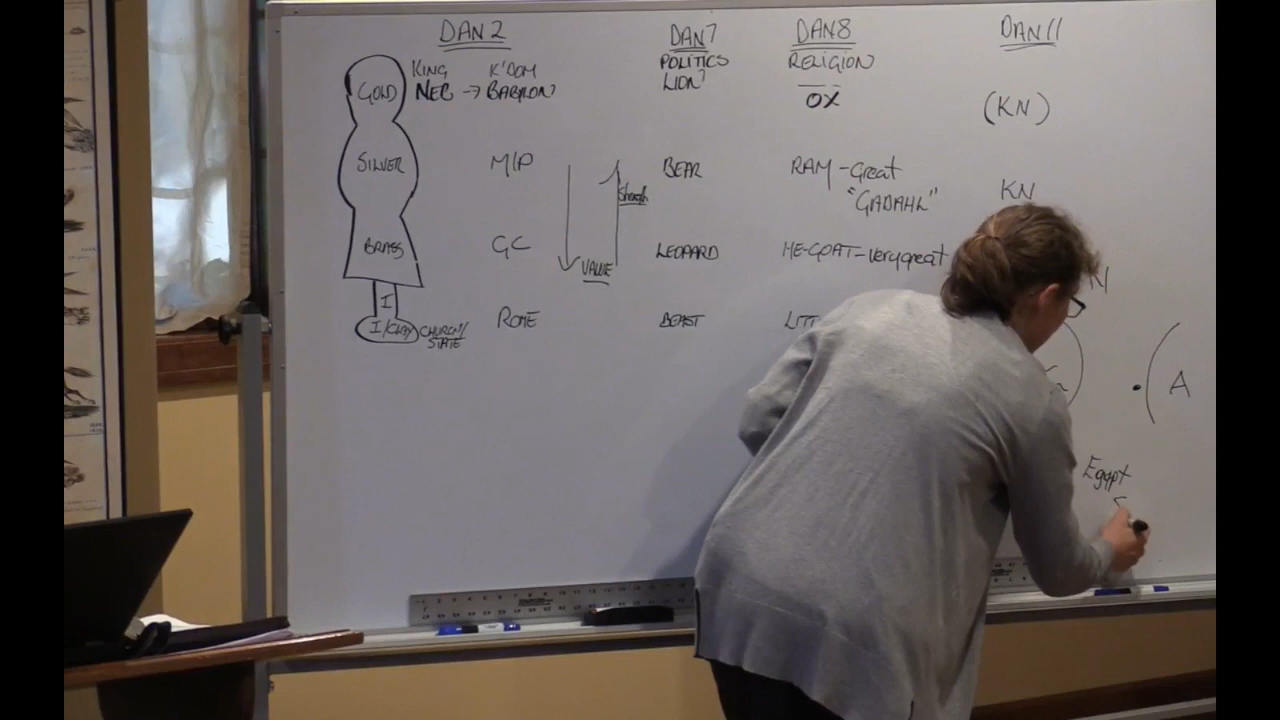 DAN 2 DAN 7 DAN 8 DAN 11
KING K'DOM POLITICS RELIGION
GOLD NEB → BABYLON LION OX (KN)
SILVER M/P BEAR RAM - Great KN
Strength "GADAHL"
BRASS GC VALUE LEOPARD HE-GOAT - very great
I
I/CLAY CHURCH/ ROME BEAST
STATE
A
Egypt